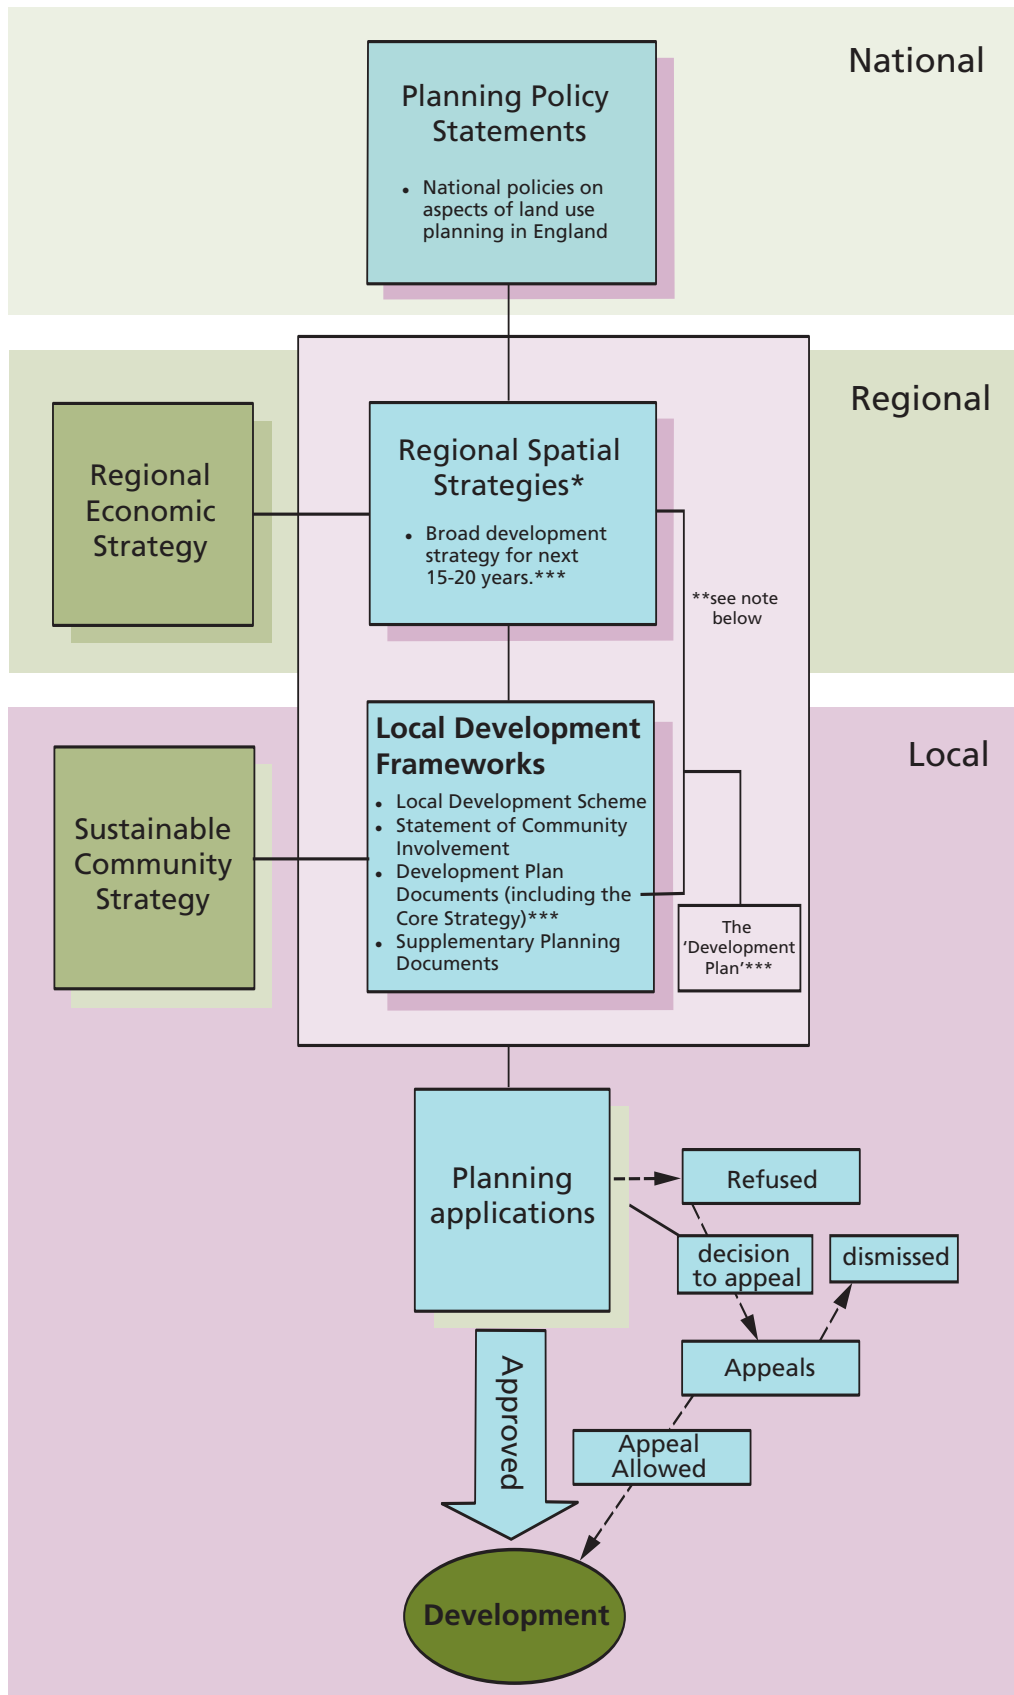 National
Planning Policy
Statements
• National policies on
aspects of land use
planning in England
Regional
Regional
Economic
Strategy
Regional Spatial
Strategies*
• Broad development
strategy for next
15-20 years.***
**see note
below
Local
Sustainable
Community
Strategy
Local Development
Frameworks
• Local Development Scheme
• Statement of Community
Involvement
• Development Plan
Documents (including the
Core Strategy)***
• Supplementary Planning
Documents
The
‘Development
Plan’***
Planning
applications
Refused
decision
to appeal
dismissed
Appeals
Approved
Appeal
Allowed
Development